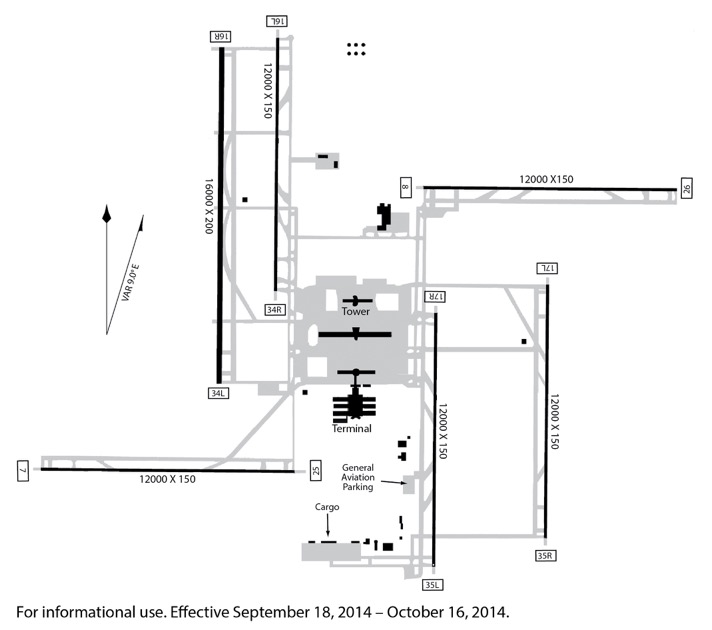 16L
16R
12000 X 150
8
12000 X150
26
16000 X 200
VAR 9.0° E
17L
17R
34R
Tower
34L
12000 X 150
12000 X 150
Terminal
7
25
12000 X 150
General
Aviation
Parking
Cargo
35R
35L
For informational use. Effective September 18, 2014 – October 16, 2014.